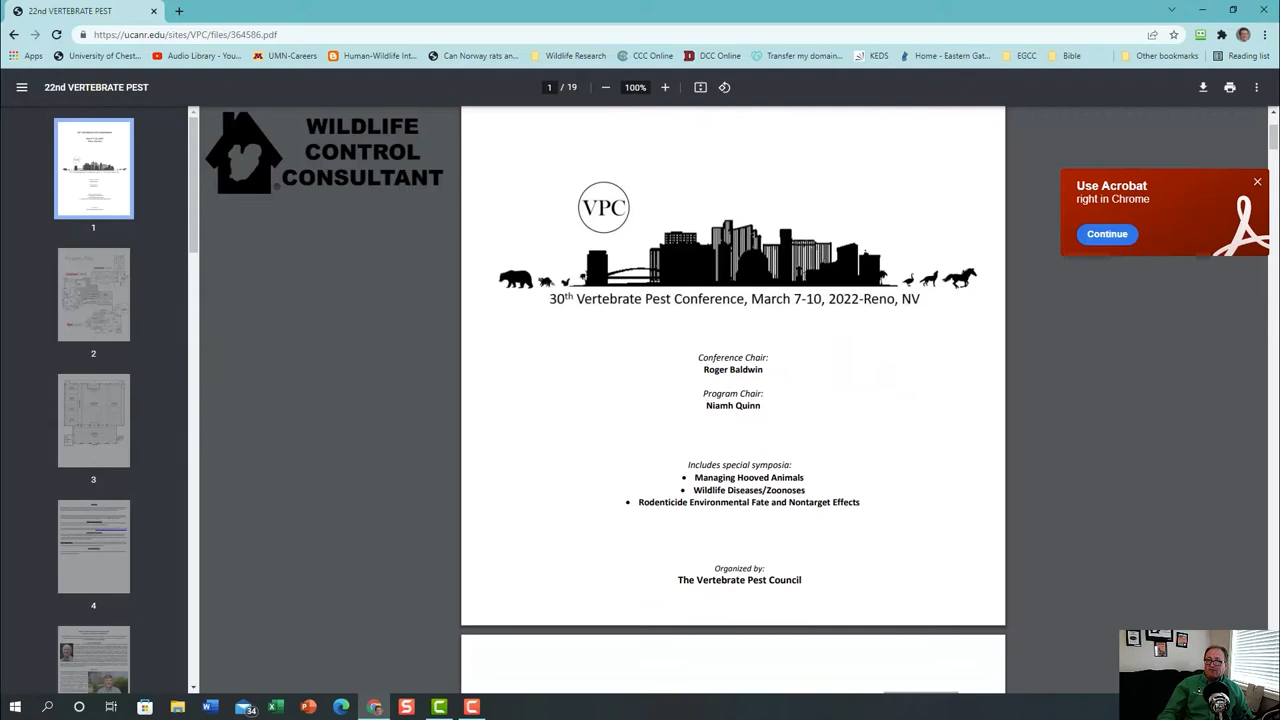 22nd VERTEBRATE PEST
https://ucanr.edu/sites/VPC/files/364586.pdf
Apps University of Chest... Audio Library - You... UMN-Careers Human-Wildlife Int... Can Norway rats an... Wildlife Research CCC Online DCC Online Transfer my domain... KEDS Home - Eastern Gat... EGCC Bible Other bookmarks Reading list
22nd VERTEBRATE PEST 1 / 19 100%
WILDLIFE
CONTROL
CONSULTANT
®
Use Acrobat
right in Chrome
Continue
VPC
30th Vertebrate Pest Conference, March 7-10, 2022-Reno, NV
Conference Chair:
Roger Baldwin
Program Chair:
Niamh Quinn
Includes special symposia:
• Managing Hooved Animals
• Wildlife Diseases/Zoonoses
• Rodenticide Environmental Fate and Nontarget Effects
Organized by:
The Vertebrate Pest Council
1
2
3
4